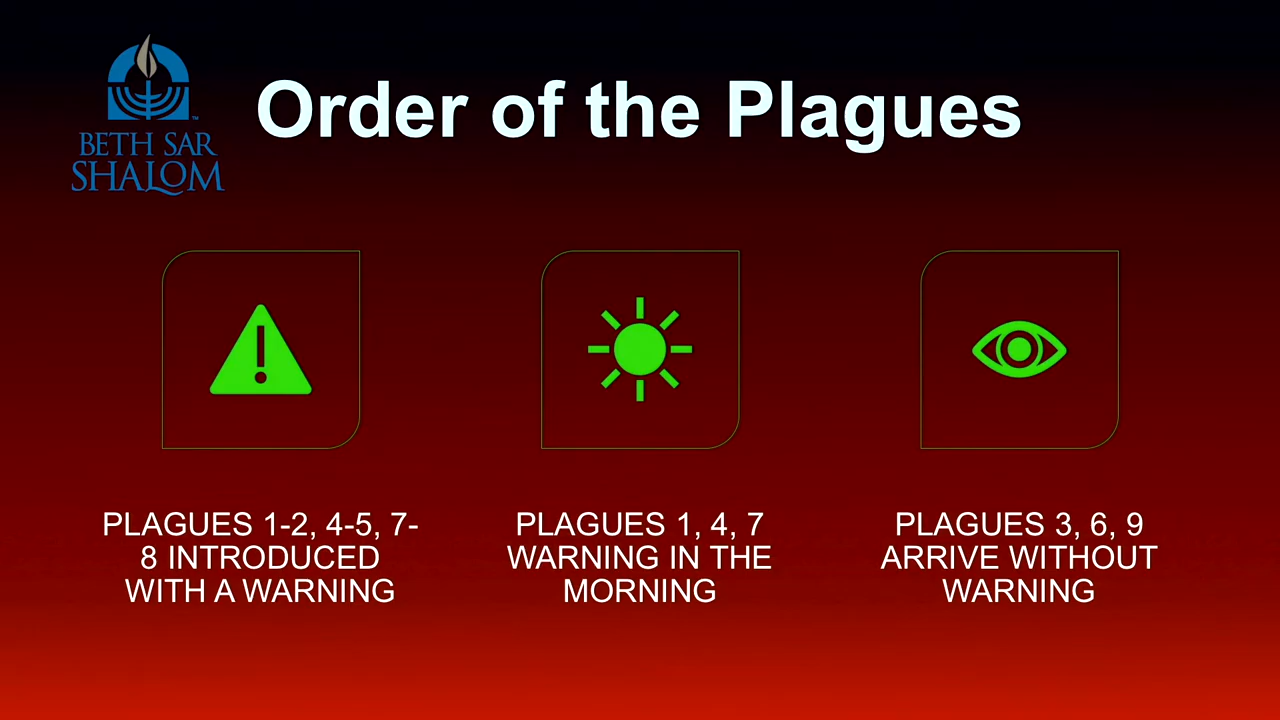 Order of the Plagues
BETH SAR
SHALOM™
PLAGUES 1-2, 4-5, 7-
8 INTRODUCED
WITH A WARNING
PLAGUES 1, 4, 7
WARNING IN THE
MORNING
PLAGUES 3, 6, 9
ARRIVE WITHOUT
WARNING